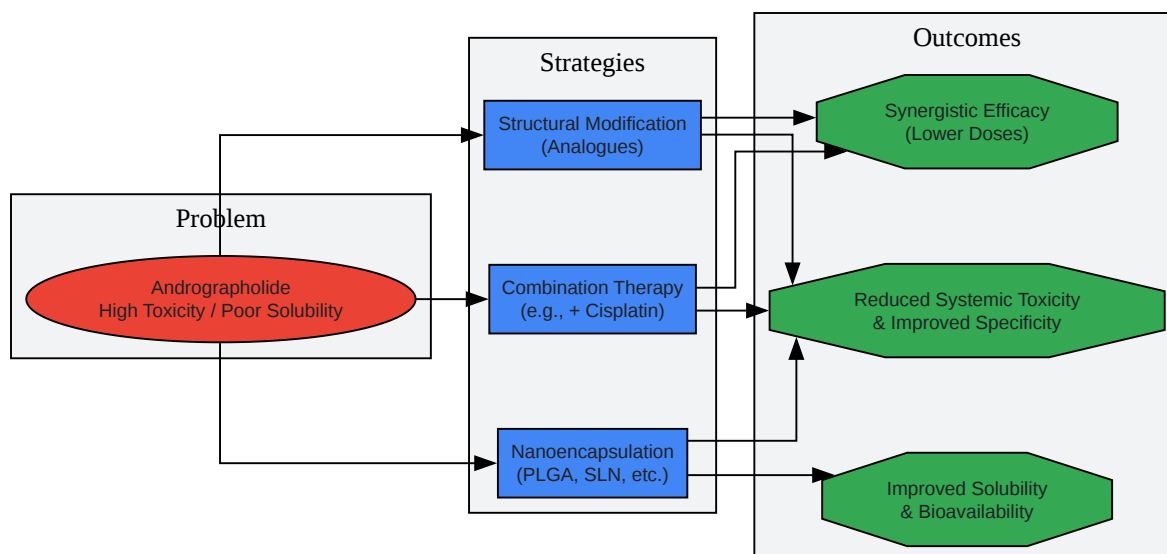 Problem
Andrographolide
High Toxicity / Poor Solubility
Strategies
Structural Modification
(Analogues)
Combination Therapy
(e.g., + Cisplatin)
Nanoencapsulation
(PLGA, SLN, etc.)
Outcomes
Synergistic Efficacy
(Lower Doses)
Reduced Systemic Toxicity
& Improved Specificity
Improved Solubility
& Bioavailability